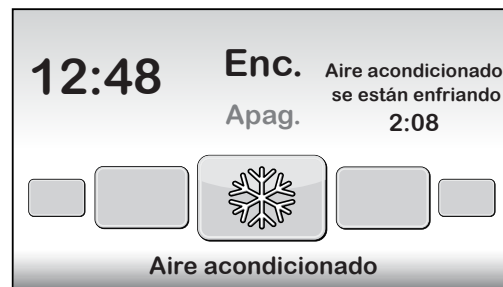 12:48
Enc.
Apag.
Aire acondicionado
se están enfriando
2:08
Aire acondicionado